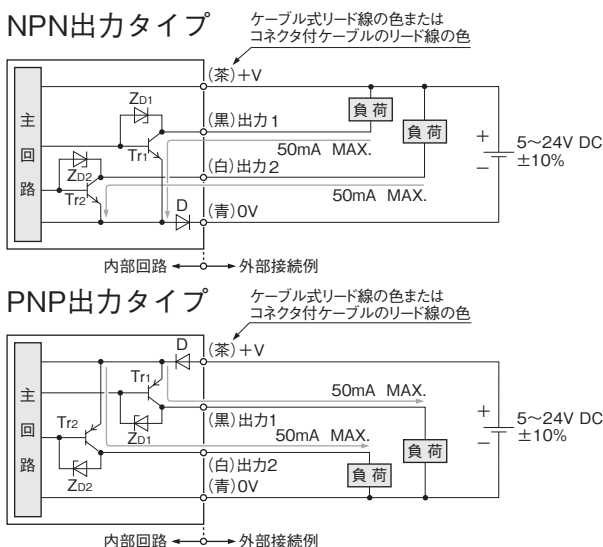 NPN出力タイプ
ケーブル式リード線の色または
コネクタ付ケーブルのリード線の色
(茶)+V
主
回
路
ZD1
Tr1
(黒)出力1
負荷
負荷
50mA MAX.
+
5〜24V DC
±10%
−
ZD2
Tr2
(白)出力2
50mA MAX.
D
(青)0V
内部回路
外部接続例
PNP出力タイプ
ケーブル式リード線の色または
コネクタ付ケーブルのリード線の色
D
(茶)+V
主
回
路
Tr1
50mA MAX.
Tr2
ZD1
(黒)出力1
50mA MAX.
+
5〜24V DC
±10%
−
ZD2
(白)出力2
負荷
負荷
(青)0V
内部回路
外部接続例